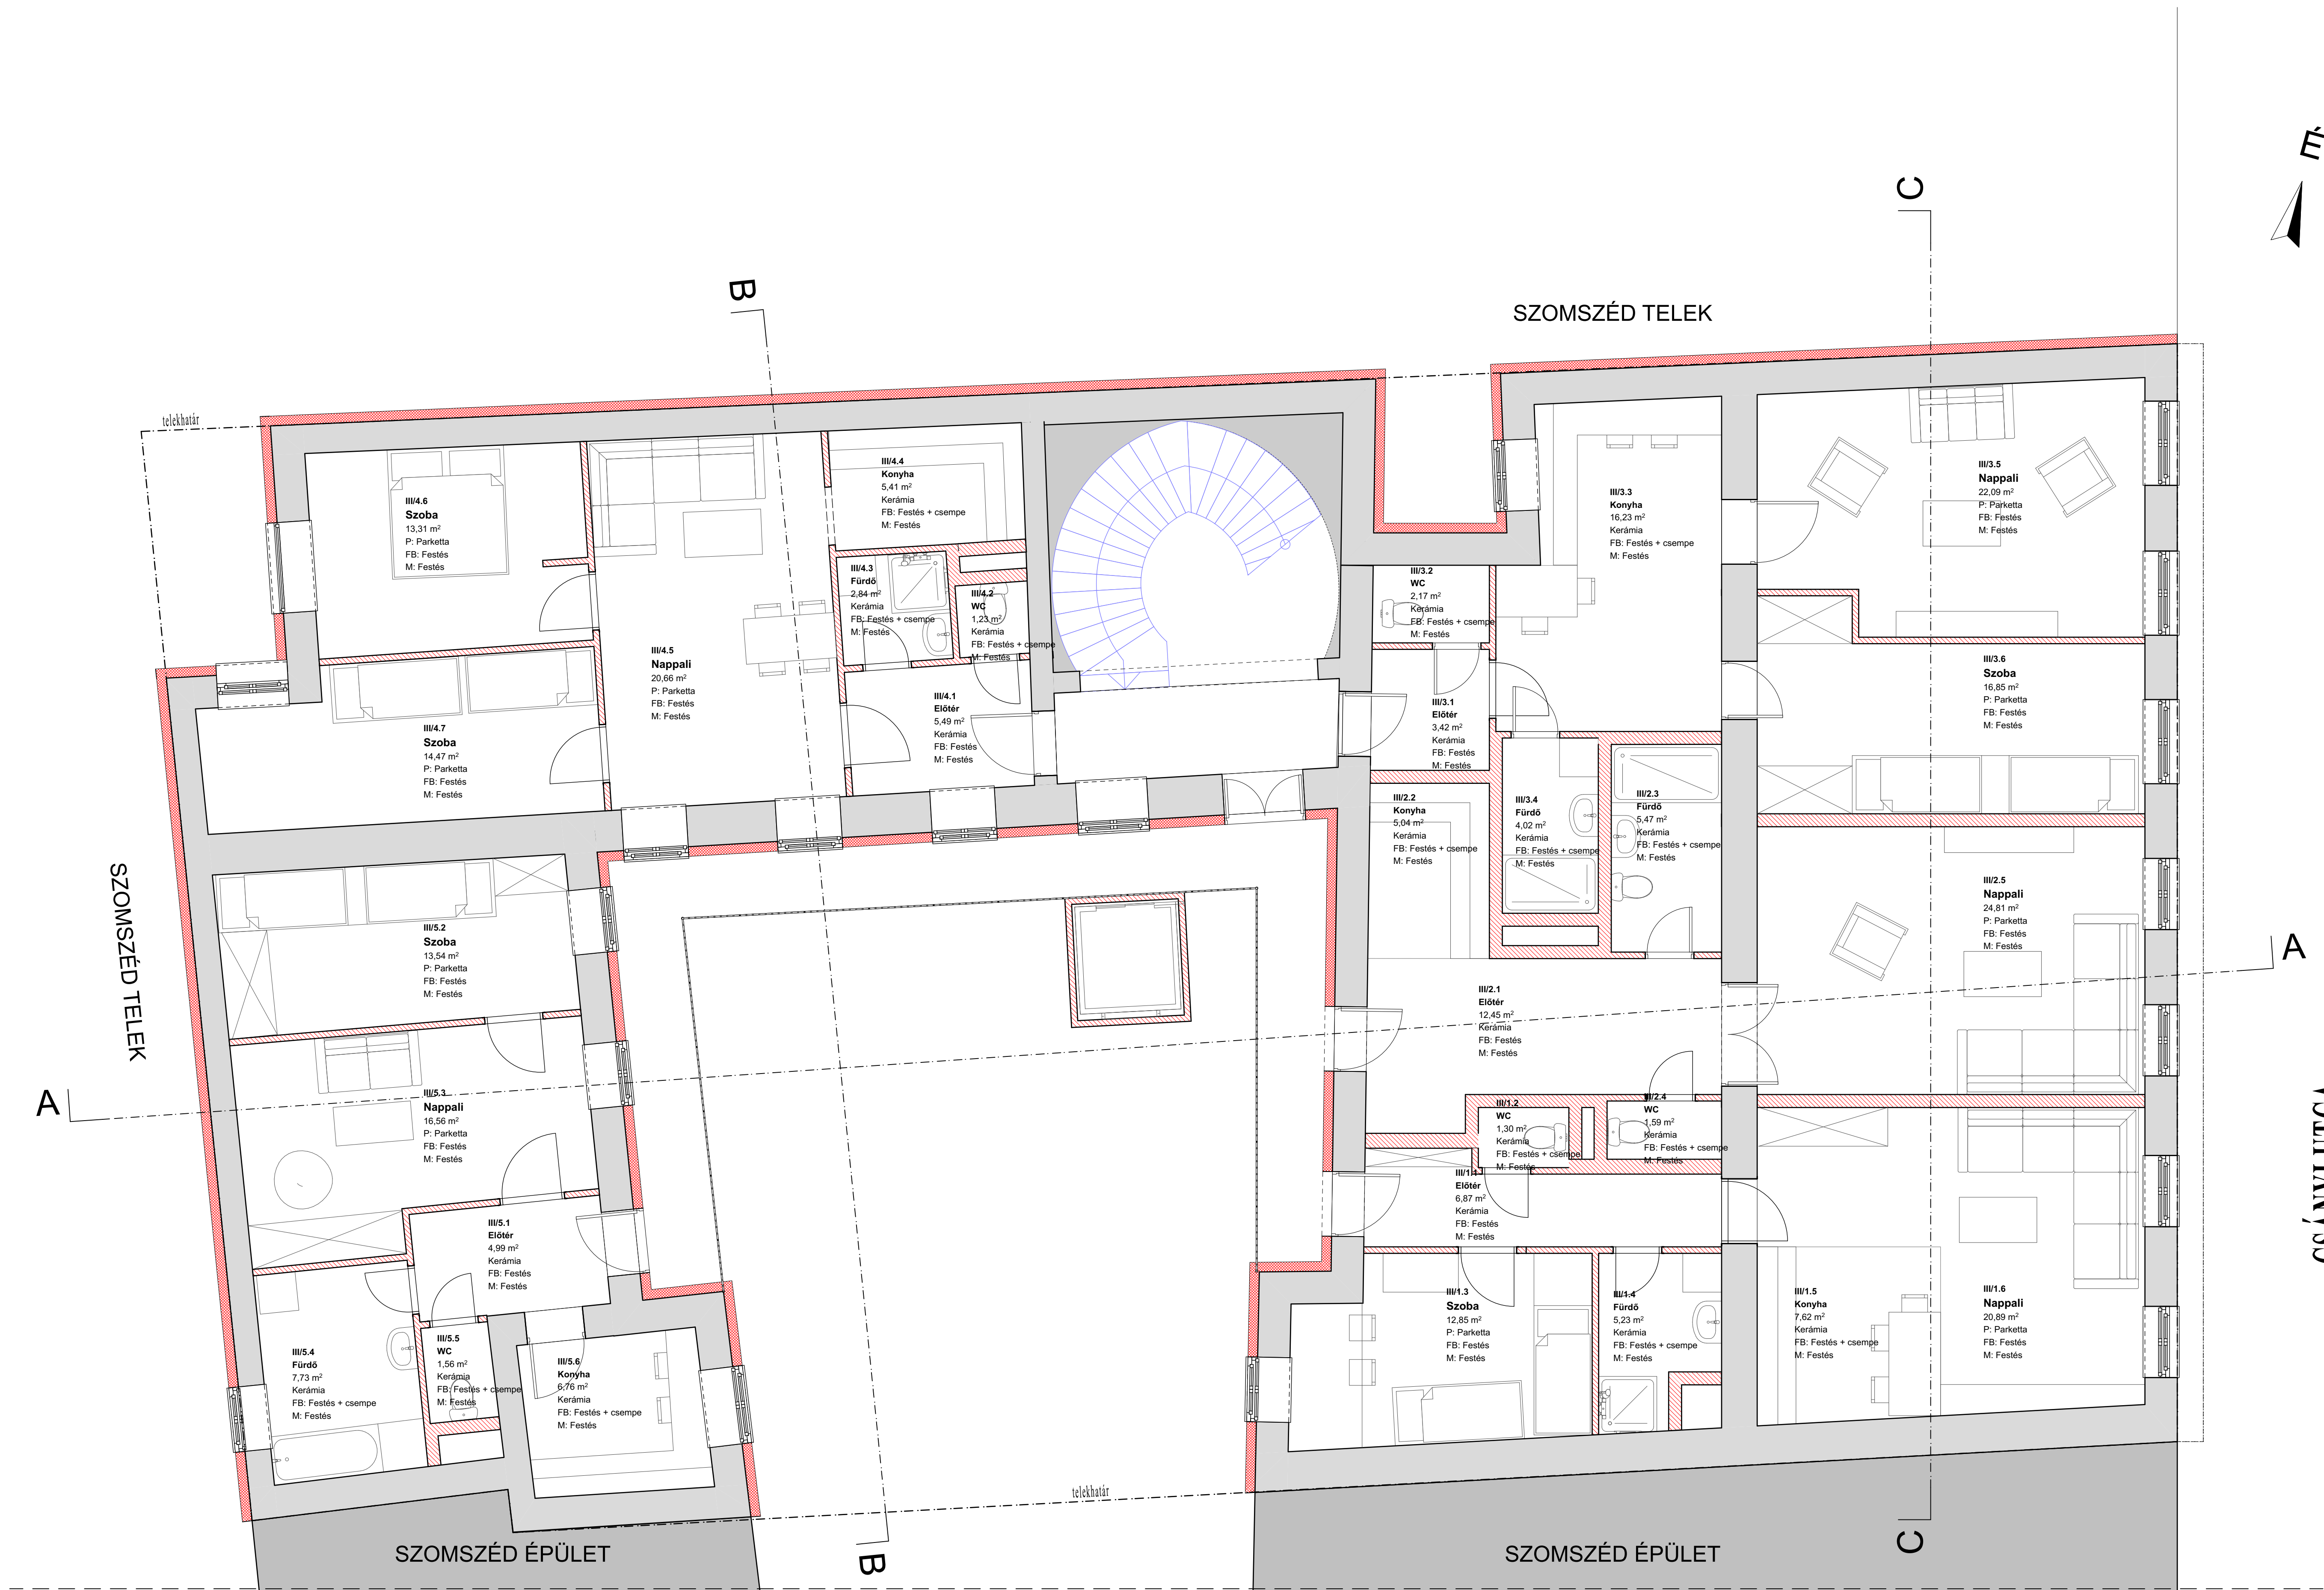 É
C
B
SZOMSZÉD TELEK
telekhatár
III/4.6
Szoba
13,31 m²
P: Parketta
FB: Festés
M: Festés
III/4.5
Nappali
20,66 m²
P: Parketta
FB: Festés
M: Festés
III/4.4
Konyha
5,41 m²
Kerámia
FB: Festés + csempe
M: Festés
III/4.3
Fürdő
2,84 m²
Kerámia
FB: Festés + csempe
M: Festés
III/4.2
WC
1,23 m²
Kerámia
FB: Festés + csempe
M: Festés
III/4.1
Előtér
5,49 m²
Kerámia
FB: Festés
M: Festés
III/4.7
Szoba
14,47 m²
P: Parketta
FB: Festés
M: Festés
III/3.2
WC
2,17 m²
Kerámia
FB: Festés + csempe
M: Festés
III/3.3
Konyha
16,23 m²
Kerámia
FB: Festés + csempe
M: Festés
III/3.5
Nappali
22,09 m²
P: Parketta
FB: Festés
M: Festés
III/3.1
Előtér
3,42 m²
Kerámia
FB: Festés
M: Festés
III/3.6
Szoba
16,85 m²
P: Parketta
FB: Festés
M: Festés
III/2.2
Konyha
5,04 m²
Kerámia
FB: Festés + csempe
M: Festés
III/3.4
Fürdő
4,02 m²
Kerámia
FB: Festés + csempe
M: Festés
III/2.3
Fürdő
5,47 m²
Kerámia
FB: Festés + csempe
M: Festés
III/2.5
Nappali
24,81 m²
P: Parketta
FB: Festés
M: Festés
SZOMSZÉD TELEK
III/5.2
Szoba
13,54 m²
P: Parketta
FB: Festés
M: Festés
A
III/2.1
Előtér
12,45 m²
Kerámia
FB: Festés
M: Festés
A
III/5.3
Nappali
16,56 m²
P: Parketta
FB: Festés
M: Festés
III/1.2
WC
1,30 m²
Kerámia
FB: Festés + csempe
M: Festés
III/2.4
WC
1,59 m²
Kerámia
FB: Festés + csempe
M: Festés
III/1.1
Előtér
6,87 m²
Kerámia
FB: Festés
M: Festés
III/5.1
Előtér
4,99 m²
Kerámia
FB: Festés
M: Festés
III/1.3
Szoba
12,85 m²
P: Parketta
FB: Festés
M: Festés
III/1.4
Fürdő
5,23 m²
Kerámia
FB: Festés + csempe
M: Festés
III/1.5
Konyha
7,62 m²
Kerámia
FB: Festés + csempe
M: Festés
III/1.6
Nappali
20,89 m²
P: Parketta
FB: Festés
M: Festés
III/5.4
Fürdő
7,73 m²
Kerámia
FB: Festés + csempe
M: Festés
III/5.5
WC
1,56 m²
Kerámia
FB: Festés + csempe
M: Festés
III/5.6
Konyha
6,76 m²
Kerámia
FB: Festés + csempe
M: Festés
telekhatár
SZOMSZÉD ÉPÜLET
B
SZOMSZÉD ÉPÜLET
C